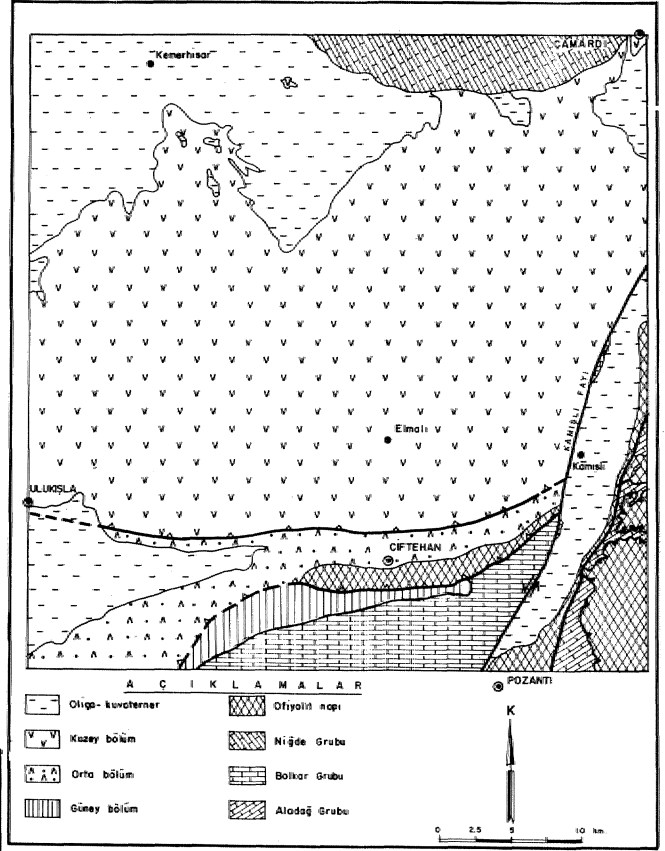 ÇAMARDI
Kemerhisar
KAMIŞLI FAYI
Elmalı
Kamışlı
ULUKIŞLA
ÇİFTEHAN
AÇIKLAMALAR
POZANTI
Oligo-kuvaterner
Ofiyolit napı
K
Kuzey bölüm
Niğde Grubu
Orta bölüm
Bolkar Grubu
Güney bölüm
Aladağ Grubu
0 2.5 5 10 km